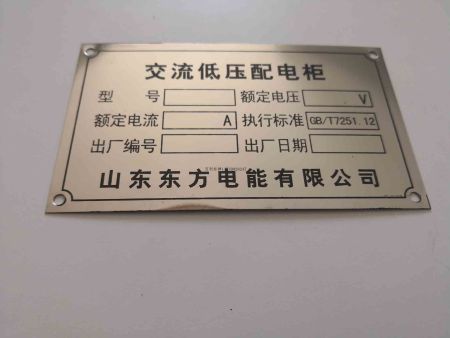 交流低压配电柜
型 号 额定电压 V
额定电流 A 执行标准 GB/T7251.12
出厂编号 出厂日期
山东东方电能有限公司